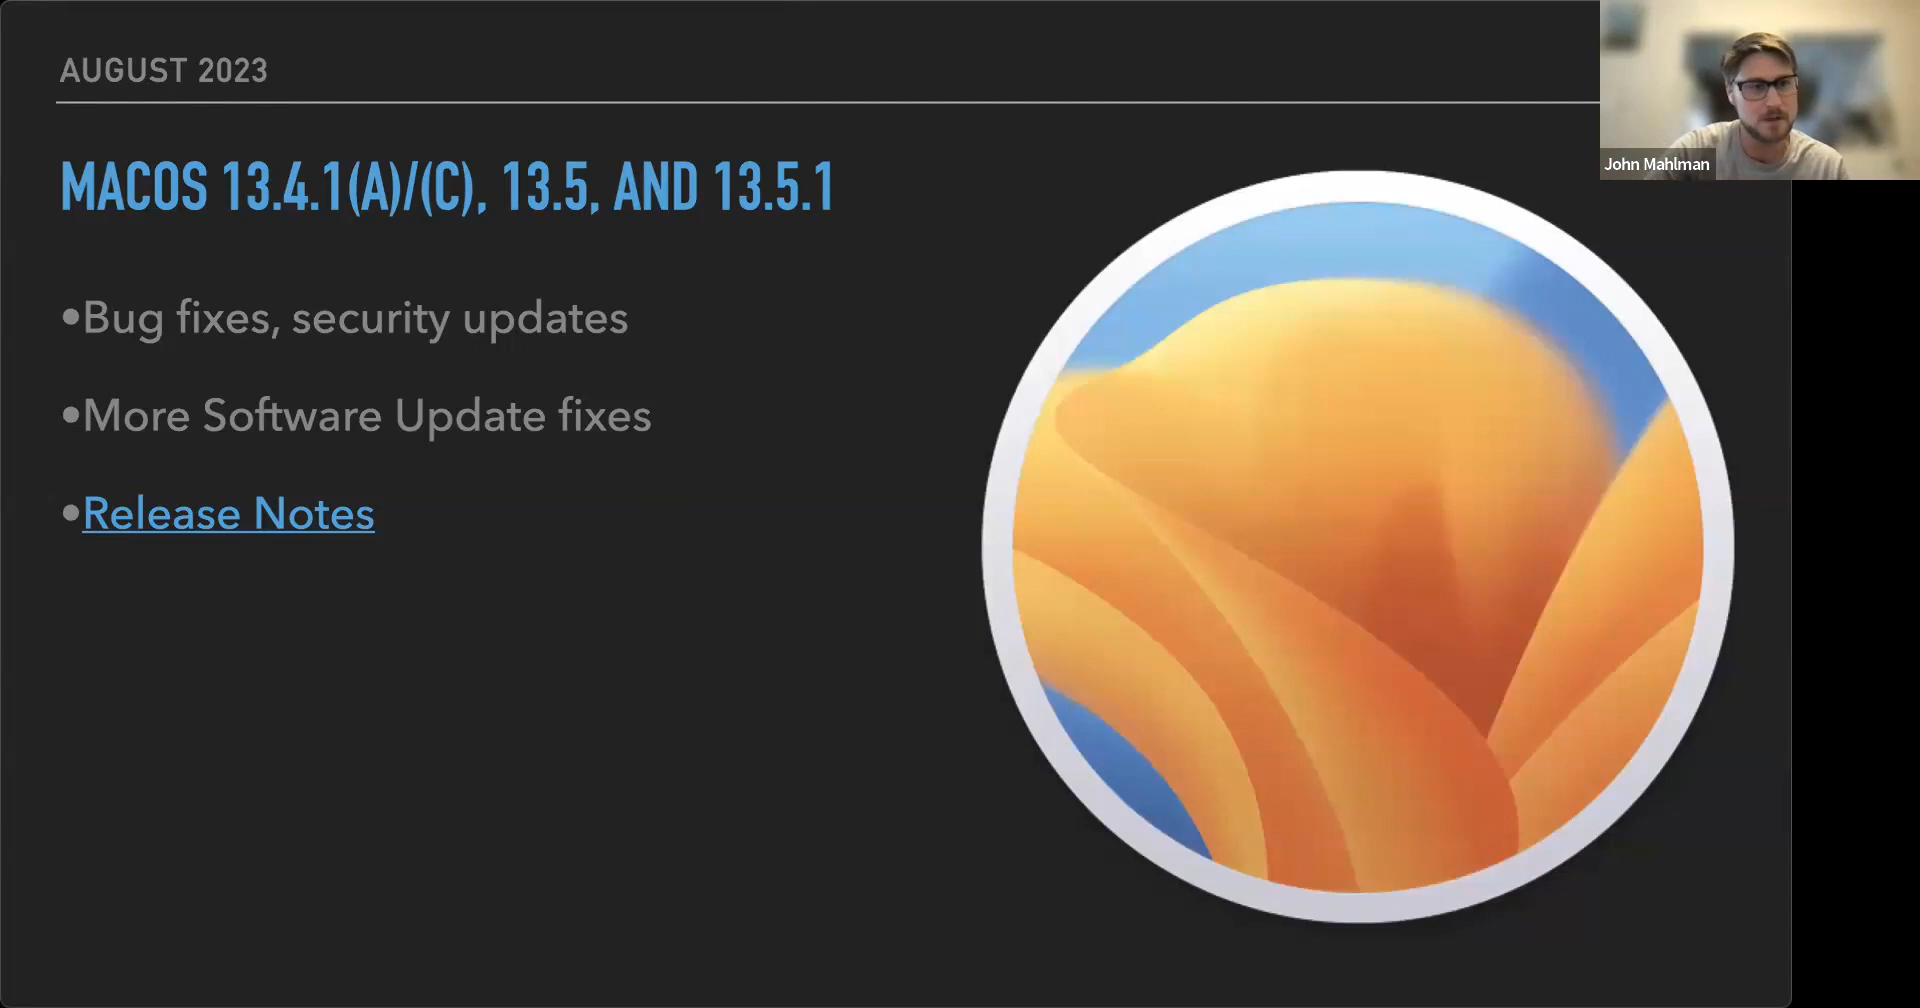 AUGUST 2023
MACOS 13.4.1(A)/(C), 13.5, AND 13.5.1
•Bug fixes, security updates
•More Software Update fixes
•Release Notes
John Mahlman